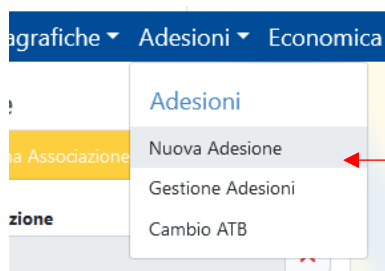 agrafiche Adesioni Economica
Adesioni
na Associazione
Nuova Adesione
Gestione Adesioni
zione
Cambio ATB